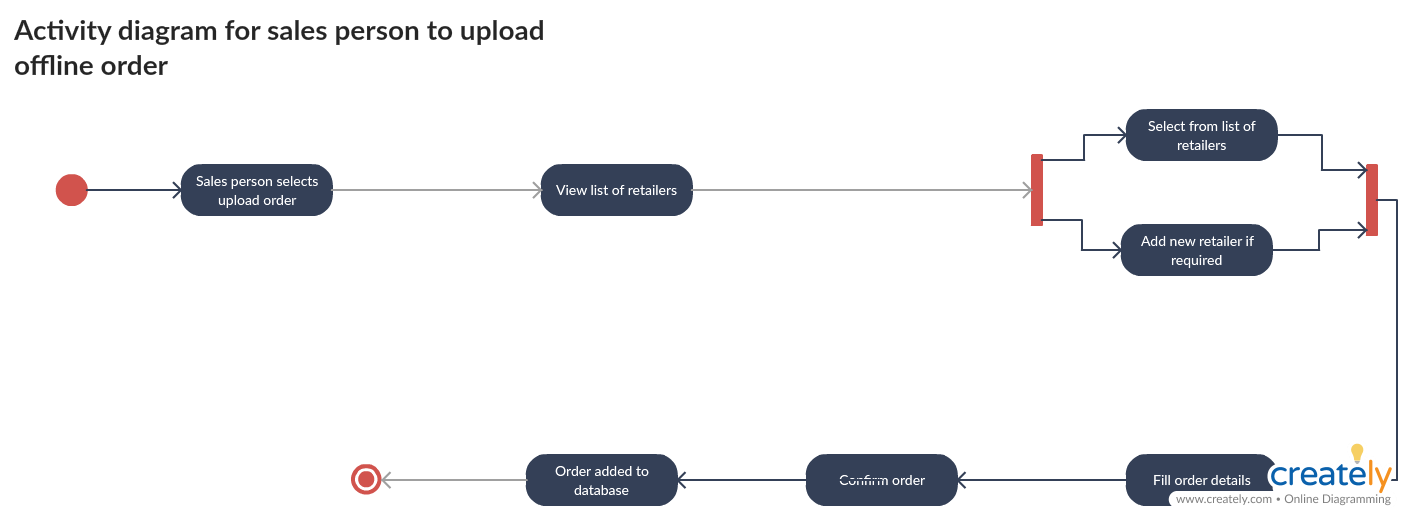 Activity diagram for sales person to upload
offline order
Select from list of
retailers
Sales person selects
upload order
View list of retailers
Add new retailer if
required
Order added to
database
Confirm order
Fill order details
creately
www.creately.com • Online Diagramming